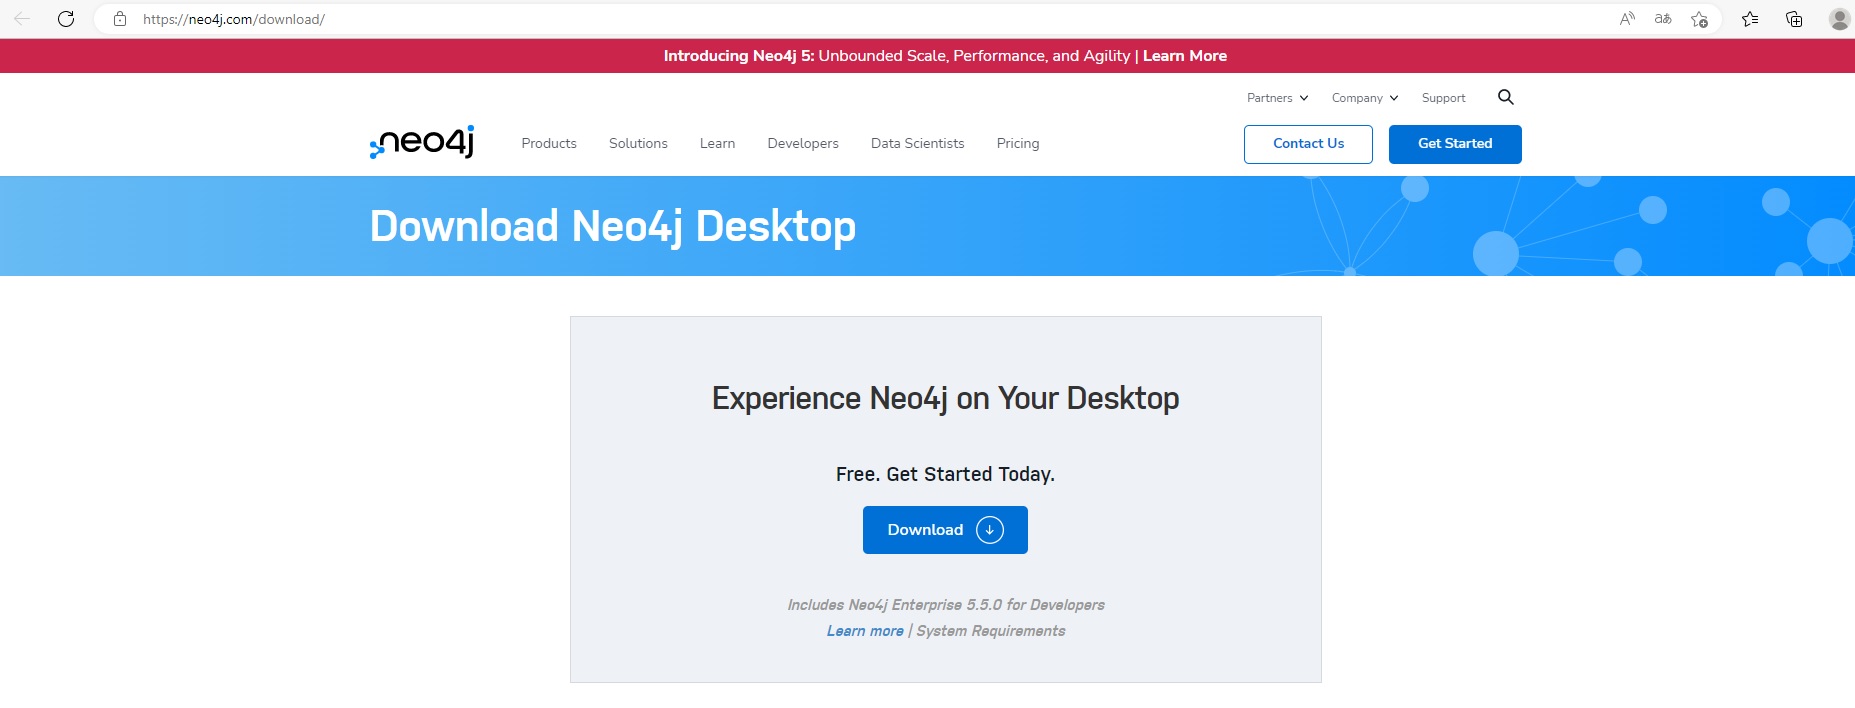 https://neo4j.com/download/
Introducing Neo4j 5: Unbounded Scale, Performance, and Agility | Learn More
Partners Company Support
neo4j Products Solutions Learn Developers Data Scientists Pricing Contact Us Get Started
Download Neo4j Desktop
Experience Neo4j on Your Desktop
Free. Get Started Today.
Download
Includes Neo4j Enterprise 5.5.0 for Developers
Learn more | System Requirements